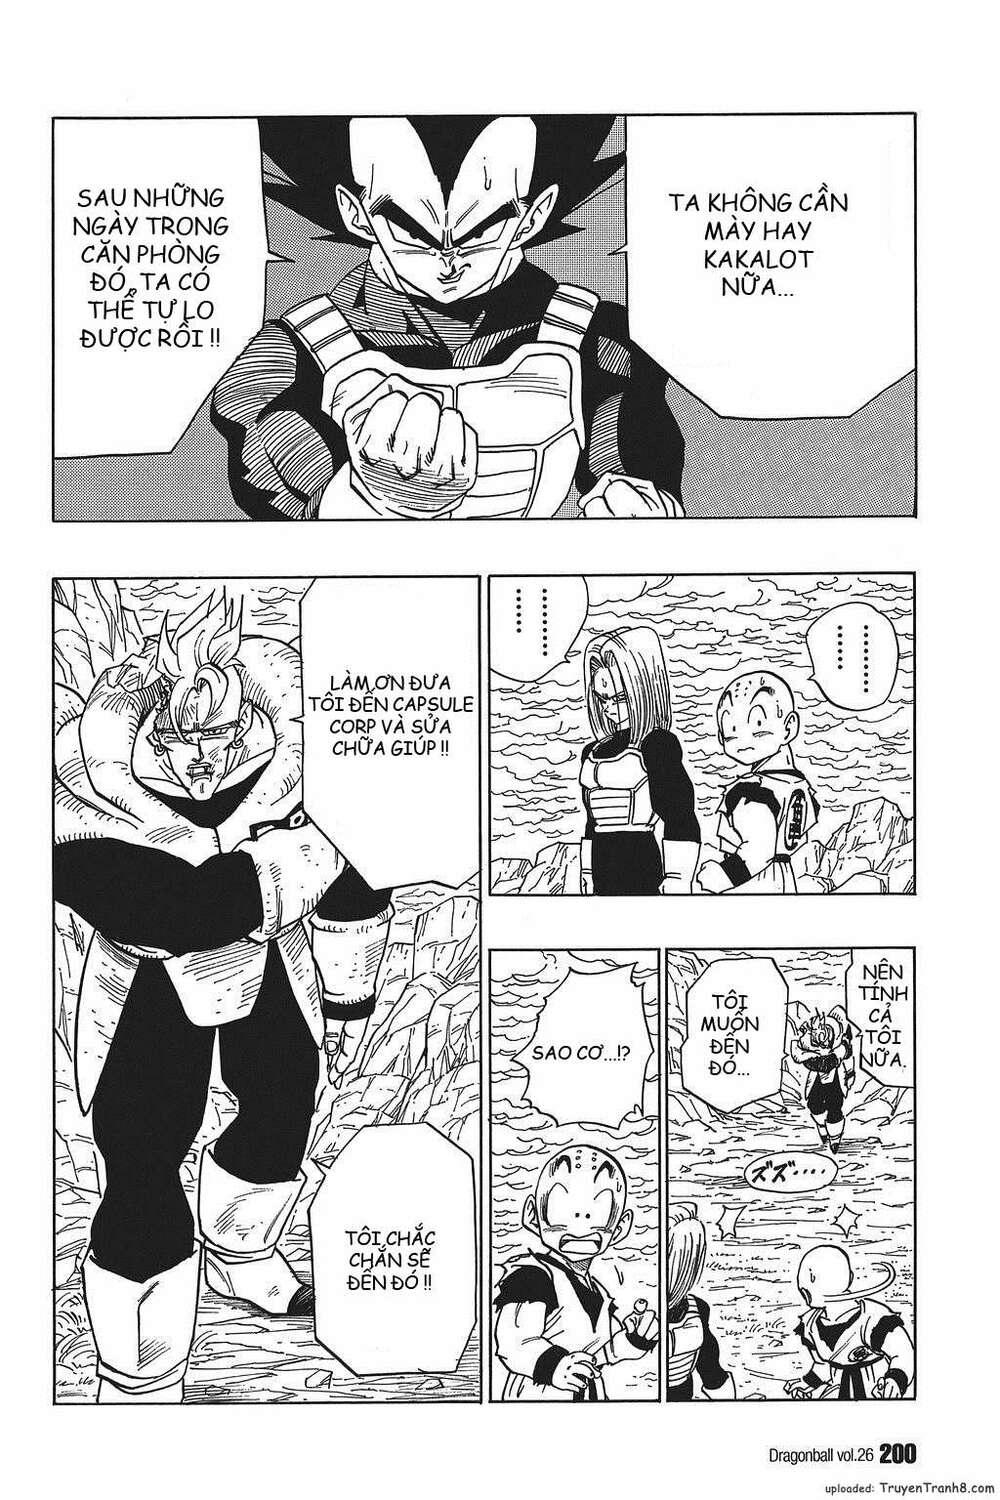 TA KHÔNG CẦN
MÀY HAY
KAKALOT
NỮA...
SAU NHỮNG
NGÀY TRONG
CĂN PHÒNG
ĐÓ, TA CÓ
THỂ TỰ LO
ĐƯỢC RỒI !!
........
.......
LÀM ƠN ĐƯA
TÔI ĐẾN CAPSULE
CORP VÀ SỬA
CHỮA GIÚP !!
TÔI CHẮC
CHẮN SẼ
ĐẾN ĐÓ !!
NÊN
TÍNH
CẢ
TÔI
NỮA.
TÔI
MUỐN
ĐẾN
ĐÓ...
ズズ....
SAO CƠ...!?
Dragonball vol.26 200
uploaded: TruyenTranh8.com